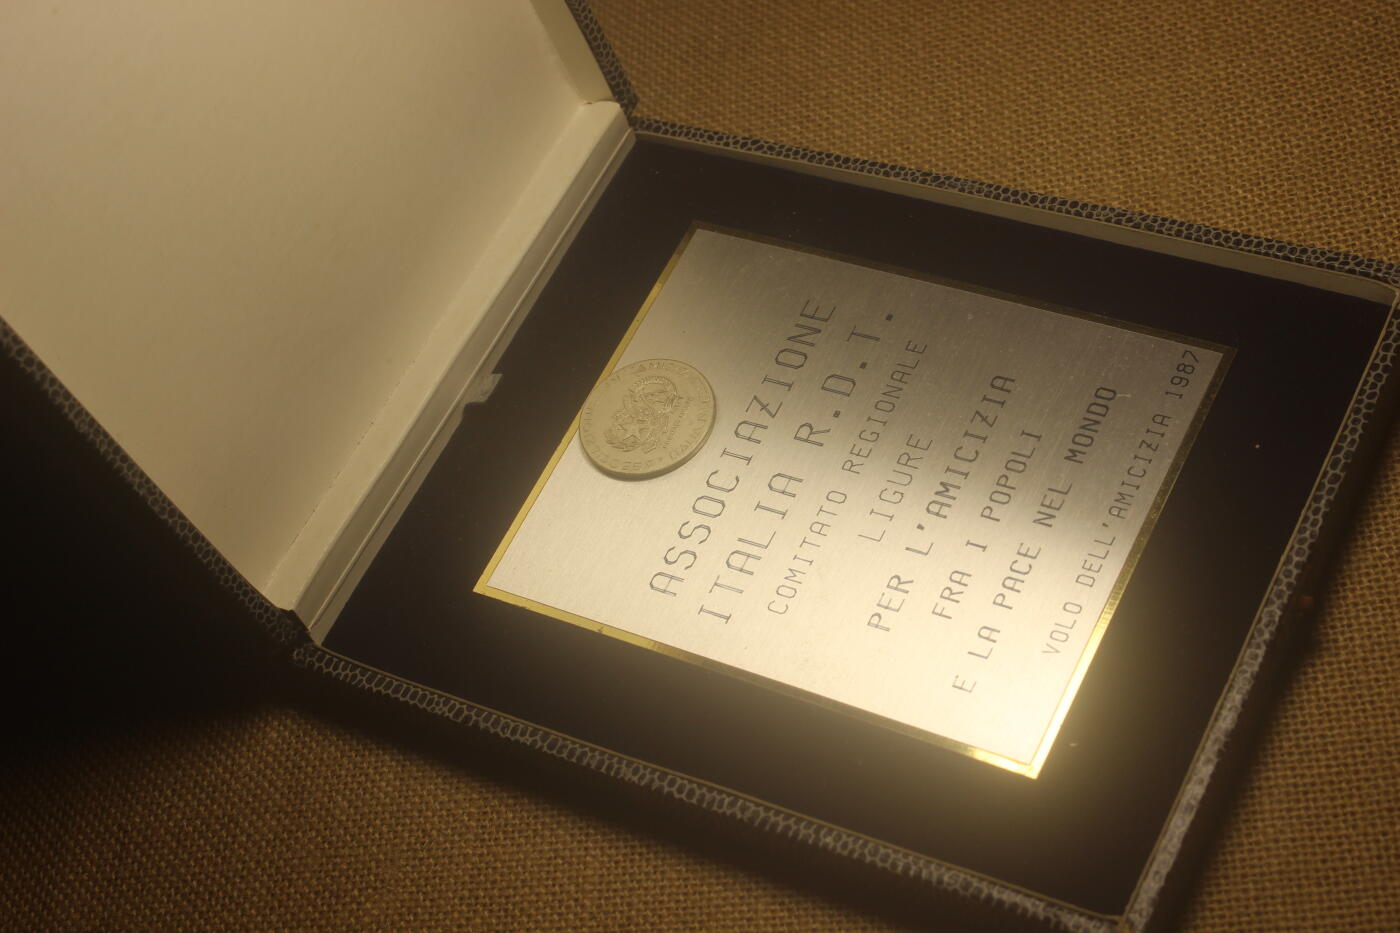 ASSOCIAZIONE
ITALIA R.D.T.
COMITATO REGIONALE
LIGURE
PER L'AMICIZIA
FRA I POPOLI
E LA PACE NEL MONDO
VOLO DELL'AMICIZIA 1987